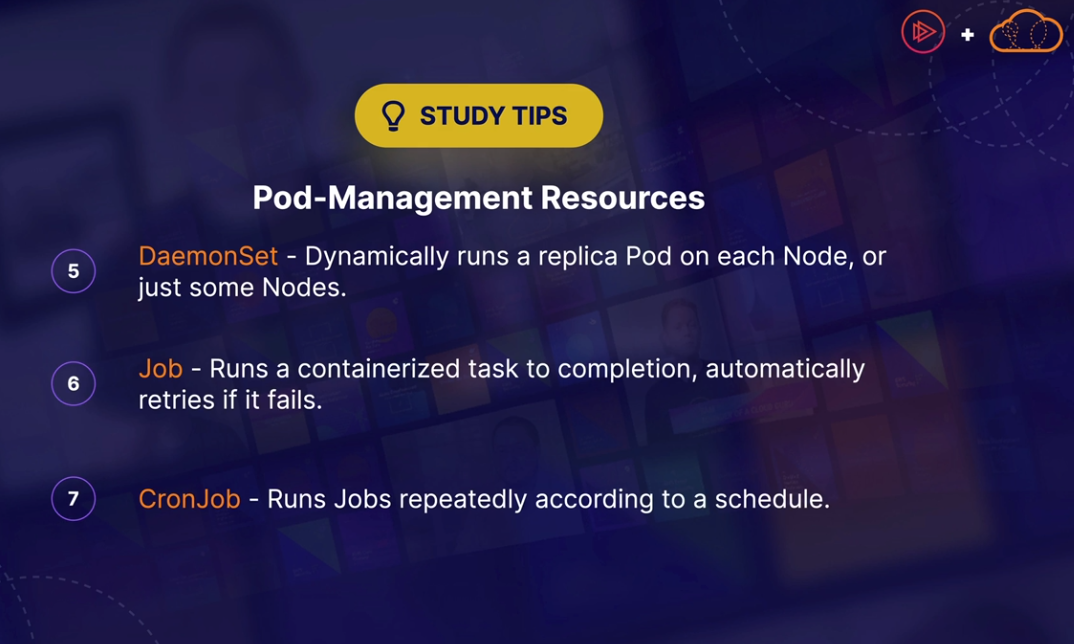 STUDY TIPS
Pod-Management Resources
5
DaemonSet - Dynamically runs a replica Pod on each Node, or
just some Nodes.
6
Job - Runs a containerized task to completion, automatically
retries if it fails.
7
CronJob - Runs Jobs repeatedly according to a schedule.
+